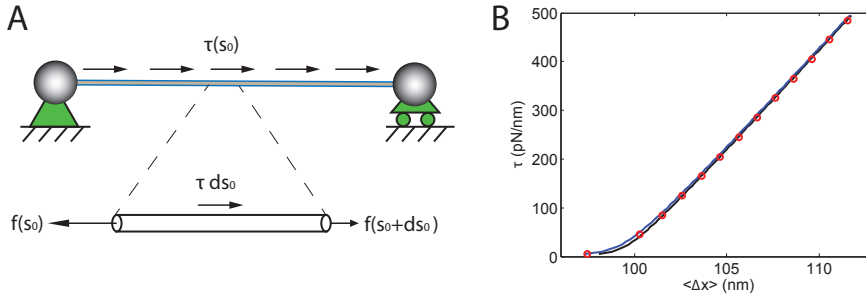 A
τ(s₀)
τ ds₀
f(s₀)
f(s₀+ds₀)
B
500
400
300
200
100
0
τ (pN/nm)
100
105
110
<Δx> (nm)